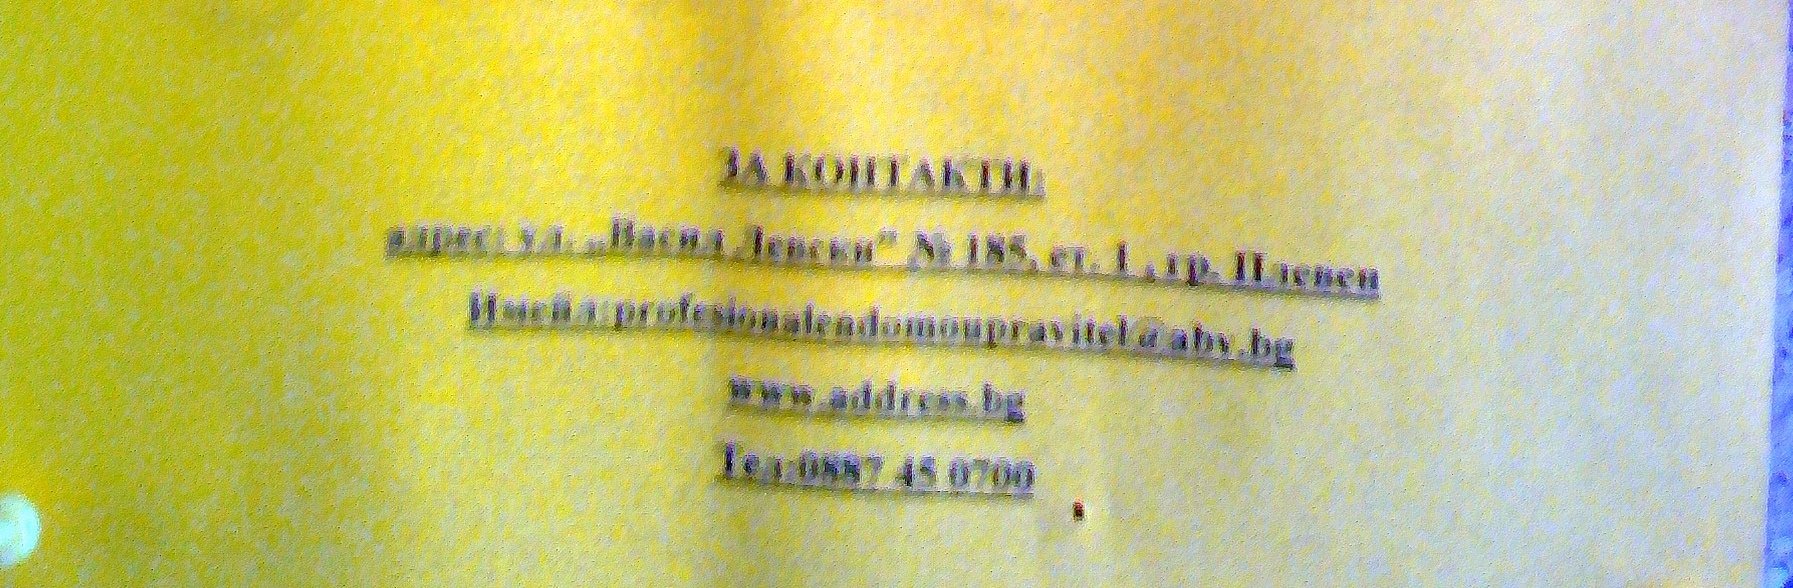 ЗА КОНТАКТИ:
адрес: ул. „Васил Левски” № 185, ет. 1 , гр. Плевен
Имейл:profesionalendomoupravitel@abv.bg
www.address.bg
Тел:0887 45 0700